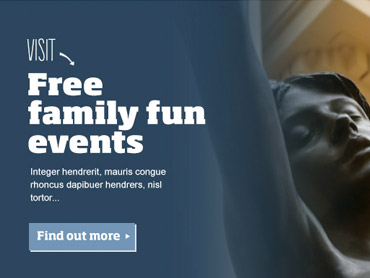 VISIT
Free
family fun
events
Integer hendrerit, mauris congue
rhoncus dapibuer hendrers, nisl
tortor...
Find out more